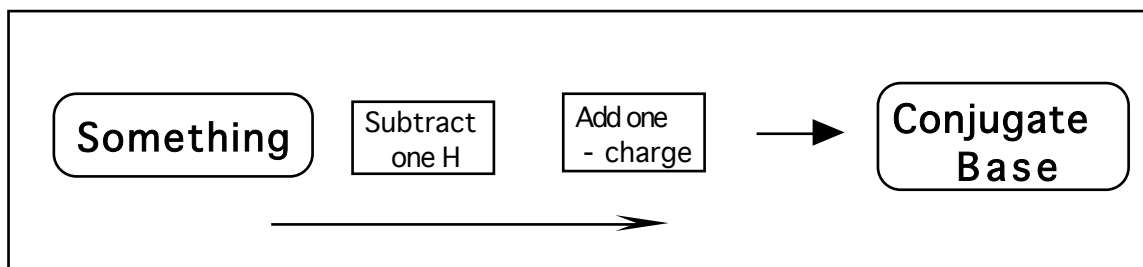 Something
Subtract
one H
Add one
- charge
Conjugate
Base